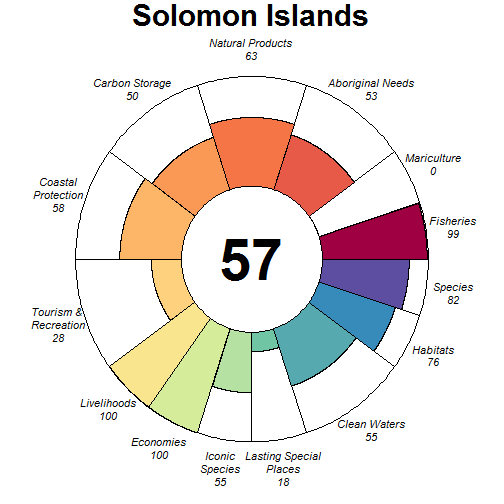 Solomon Islands
Natural Products
63
Carbon Storage
50
Aboriginal Needs
53
Mariculture
0
Coastal
Protection
58
Fisheries
99
57
Species
82
Tourism &
Recreation
28
Habitats
76
Livelihoods
100
Clean Waters
55
Economies
100
Iconic
Species
55
Lasting Special
Places
18